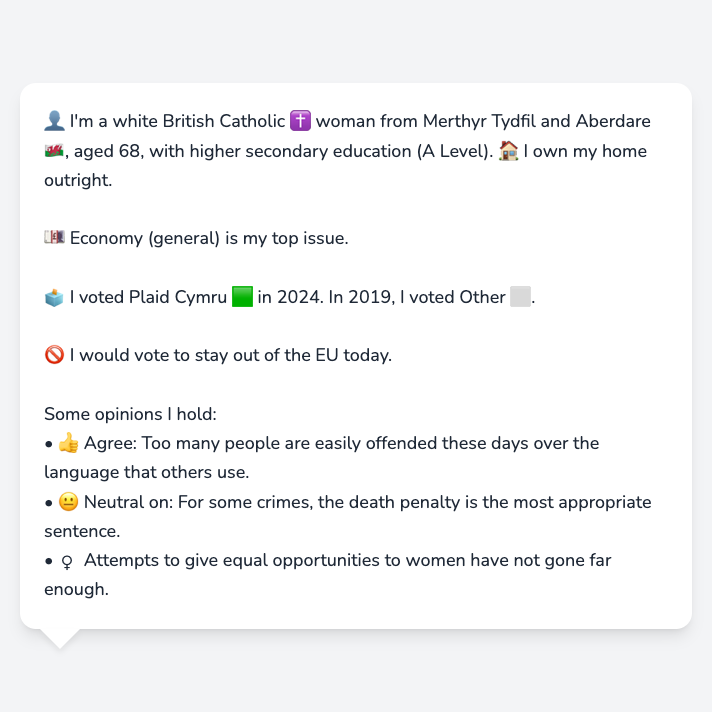 👤 I'm a white British Catholic ✝️ woman from Merthyr Tydfil and Aberdare
🏴󠁧󠁢󠁷󠁬󠁳󠁿, aged 68, with higher secondary education (A Level). 🏠 I own my home
outright.
💷 Economy (general) is my top issue.
🗳️ I voted Plaid Cymru 🟩 in 2024. In 2019, I voted Other ⬜.
🚫 I would vote to stay out of the EU today.
Some opinions I hold:
• 👍 Agree: Too many people are easily offended these days over the
language that others use.
• 😐 Neutral on: For some crimes, the death penalty is the most appropriate
sentence.
• ♀ Attempts to give equal opportunities to women have not gone far
enough.